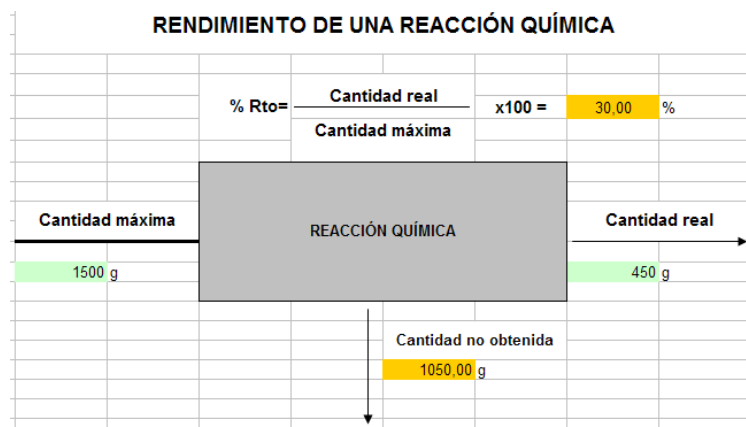 RENDIMIENTO DE UNA REACCIÓN QUÍMICA
% Rto= Cantidad real x100 = 30,00 %
Cantidad máxima
Cantidad máxima
REACCIÓN QUÍMICA
Cantidad real
1500 g
450 g
Cantidad no obtenida
1050,00 g